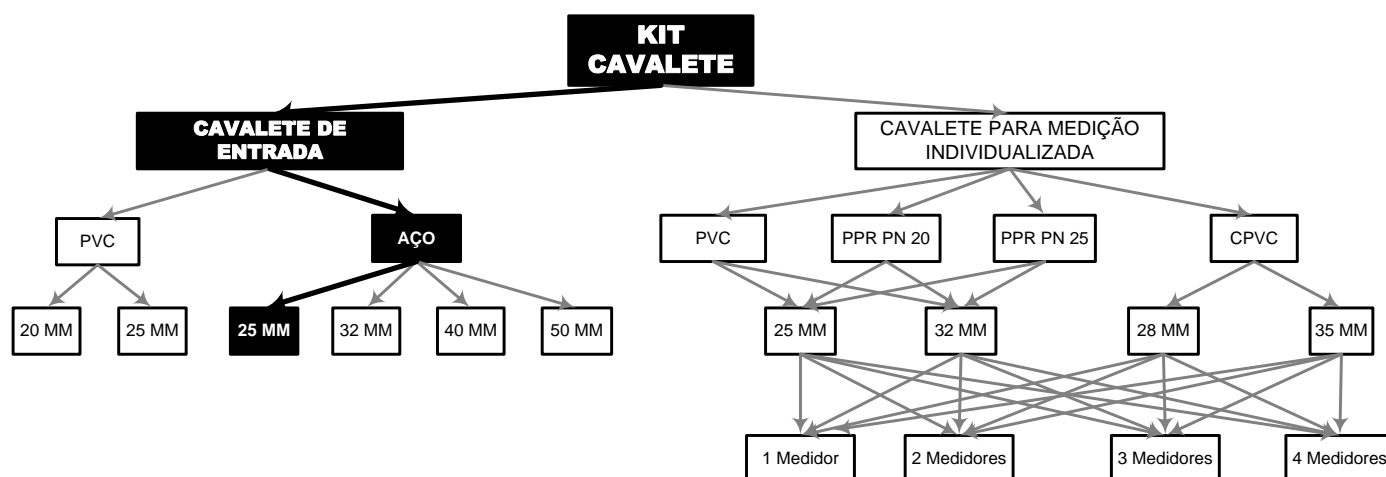 KIT
CAVALETE
CAVALETE DE
ENTRADA
CAVALETE PARA MEDIÇÃO
INDIVIDUALIZADA
PVC
AÇO
PVC
PPR PN 20
PPR PN 25
CPVC
20 MM
25 MM
25 MM
32 MM
40 MM
50 MM
25 MM
32 MM
28 MM
35 MM
1 Medidor
2 Medidores
3 Medidores
4 Medidores